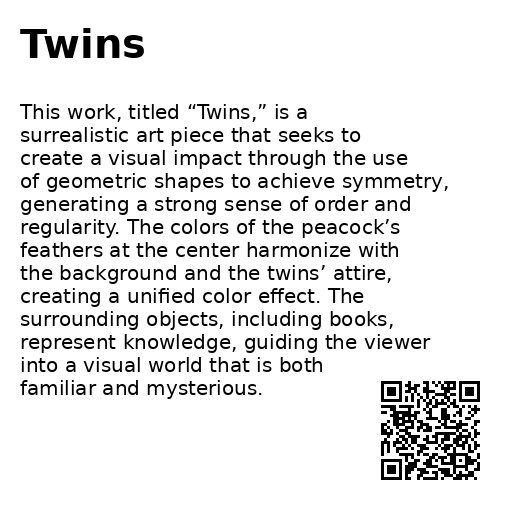 Twins
This work, titled “Twins,” is a
surrealistic art piece that seeks to
create a visual impact through the use
of geometric shapes to achieve symmetry,
generating a strong sense of order and
regularity. The colors of the peacock’s
feathers at the center harmonize with
the background and the twins’ attire,
creating a unified color effect. The
surrounding objects, including books,
represent knowledge, guiding the viewer
into a visual world that is both
familiar and mysterious.